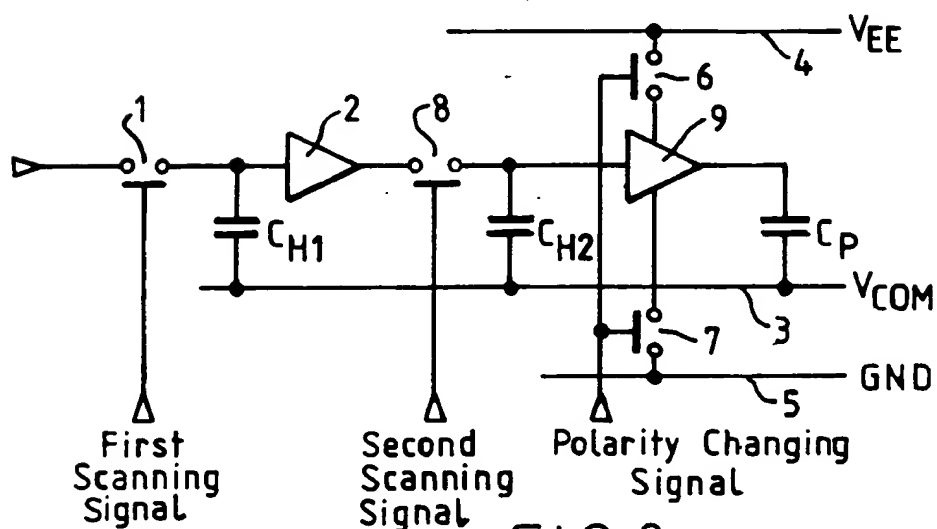 V_EE
4
6
1
2
8
9
C_H1
C_H2
C_P
V_COM
3
7
GND
5
First
Scanning
Signal
Second
Scanning
Signal
Polarity Changing
Signal